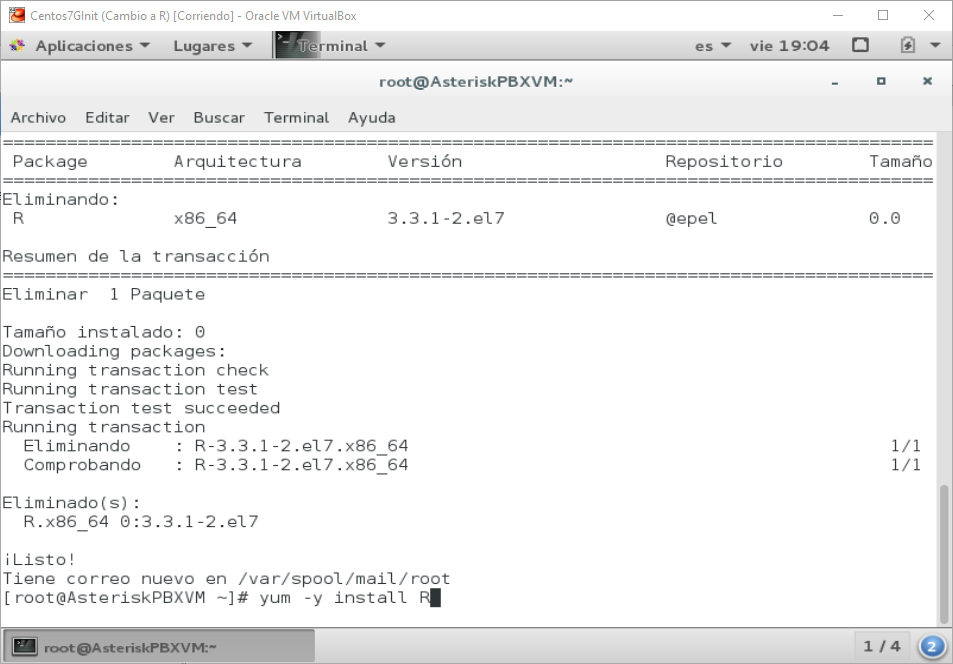 Centos7GInit (Cambio a R) [Corriendo] - Oracle VM VirtualBox
Aplicaciones Lugares Terminal es vie 19:04
root@AsteriskPBXVM:~
Archivo Editar Ver Buscar Terminal Ayuda
================================================================================
Package Arquitectura Versión Repositorio Tamaño
================================================================================
Eliminando:
R x86_64 3.3.1-2.el7 @epel 0.0
Resumen de la transacción
================================================================================
Eliminar 1 Paquete
Tamaño instalado: 0
Downloading packages:
Running transaction check
Running transaction test
Transaction test succeeded
Running transaction
Eliminando : R-3.3.1-2.el7.x86_64 1/1
Comprobando : R-3.3.1-2.el7.x86_64 1/1
Eliminado(s):
R.x86_64 0:3.3.1-2.el7
¡Listo!
Tiene correo nuevo en /var/spool/mail/root
[root@AsteriskPBXVM ~]# yum -y install R
root@AsteriskPBXVM:~ 1 / 4 2